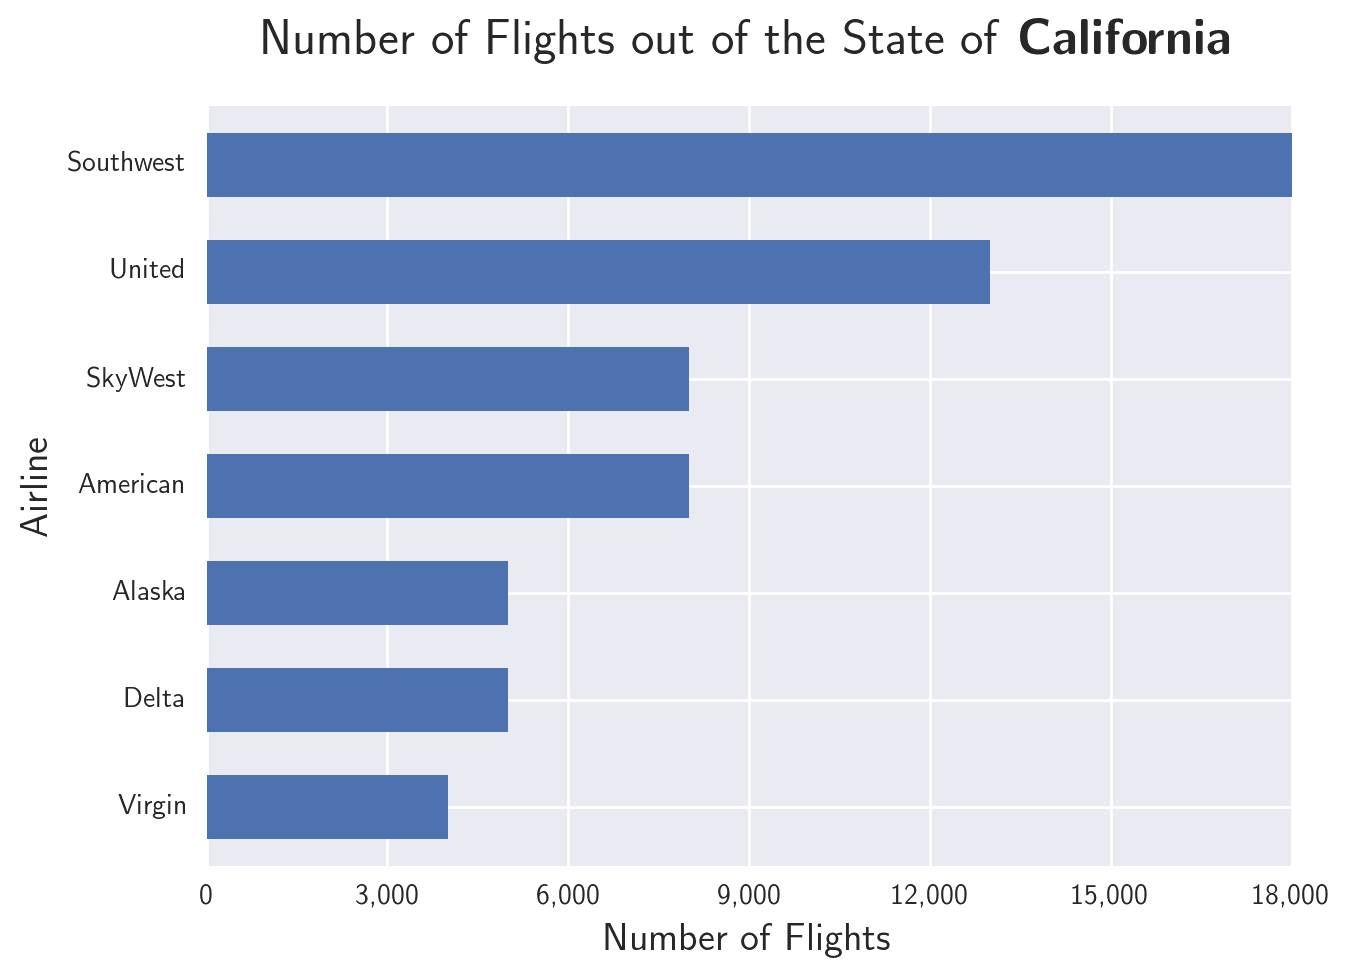 Number of Flights out of the State of California
Southwest
United
SkyWest
American
Alaska
Delta
Virgin
Airline
0 3,000 6,000 9,000 12,000 15,000 18,000
Number of Flights